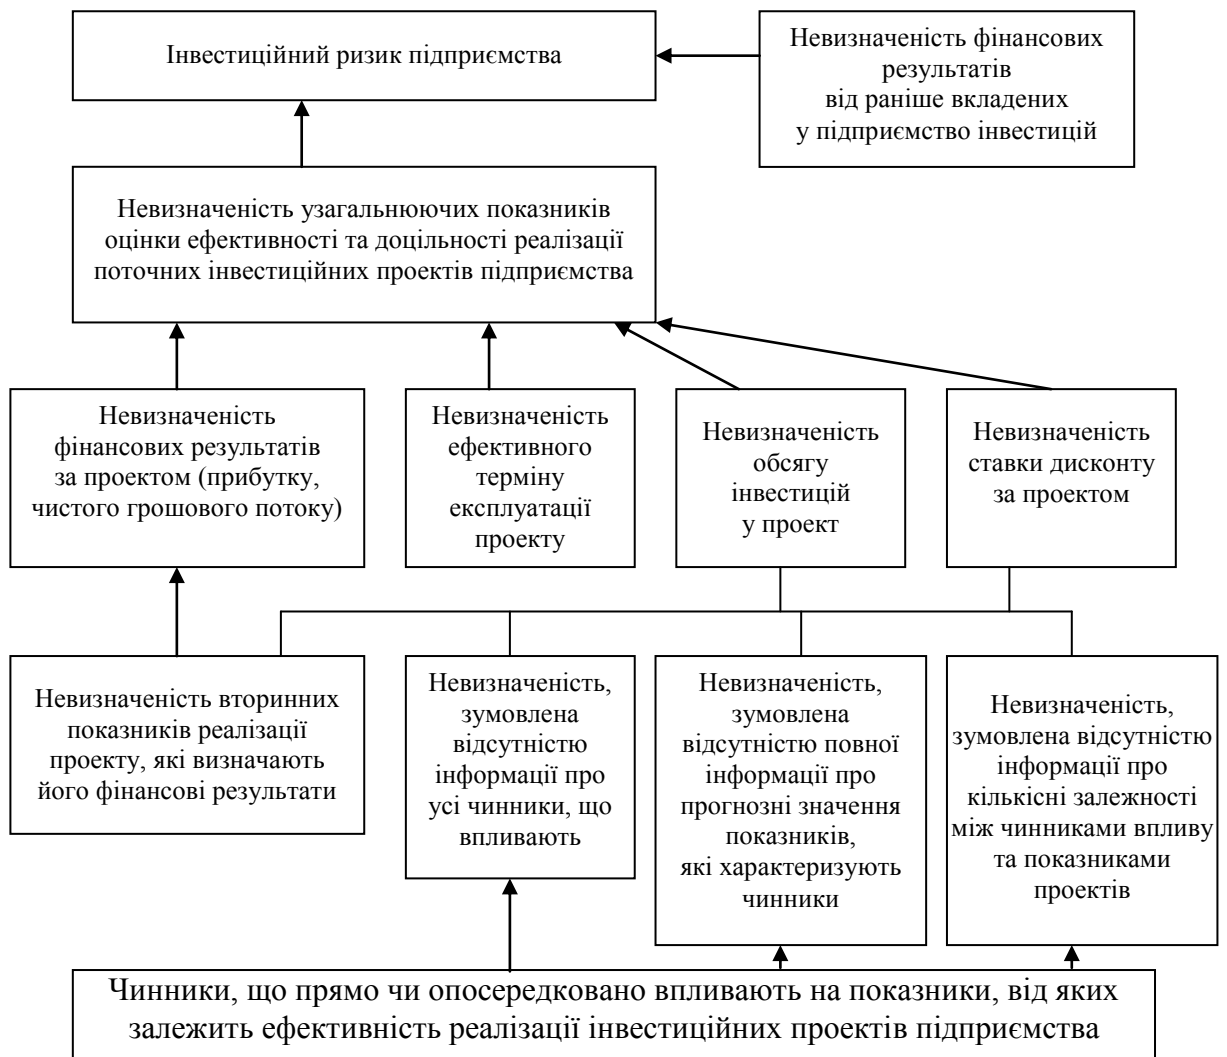 Інвестиційний ризик підприємства
Невизначеність фінансових
результатів
від раніше вкладених
у підприємство інвестицій
Невизначеність узагальнюючих показників
оцінки ефективності та доцільності реалізації
поточних інвестиційних проектів підприємства
Невизначеність
фінансових результатів
за проектом (прибутку,
чистого грошового потоку)
Невизначеність
ефективного
терміну
експлуатації
проекту
Невизначеність
обсягу
інвестицій
у проект
Невизначеність
ставки дисконту
за проектом
Невизначеність вторинних
показників реалізації
проекту, які визначають
його фінансові результати
Невизначеність,
зумовлена
відсутністю
інформації про
усі чинники, що
впливають
Невизначеність,
зумовлена
відсутністю повної
інформації про
прогнозні значення
показників,
які характеризують
чинники
Невизначеність,
зумовлена відсутністю
інформації про
кількісні залежності
між чинниками впливу
та показниками
проектів
Чинники, що прямо чи опосередковано впливають на показники, від яких
залежить ефективність реалізації інвестиційних проектів підприємства